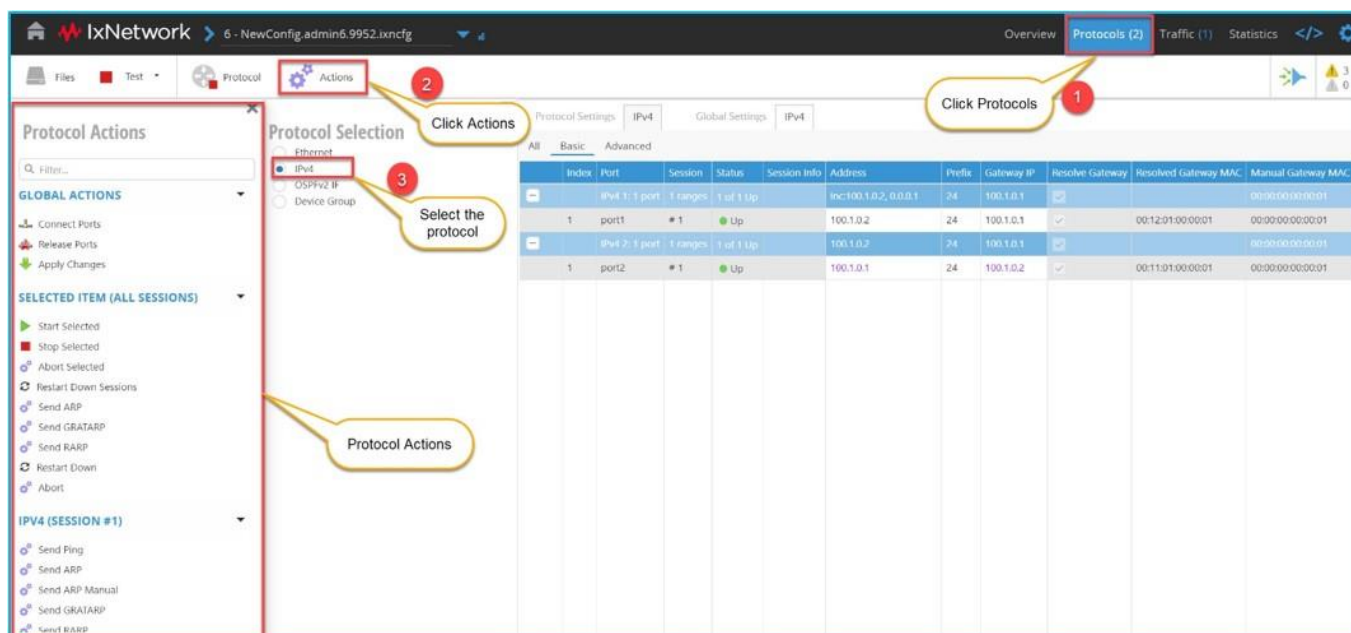 IxNetwork 6 - NewConfig.admin6.9952.ixncfg Overview Protocols (2) Traffic (1) Statistics </>
Files Test Protocol Actions 3
0
2
Click Actions
Click Protocols
1
Protocol Actions
Filter...
GLOBAL ACTIONS
Connect Ports
Release Ports
Apply Changes
SELECTED ITEM (ALL SESSIONS)
Start Selected
Stop Selected
Abort Selected
Restart Down Sessions
Send ARP
Send GRATARP
Send RARP
Restart Down
Abort
IPV4 (SESSION #1)
Send Ping
Send ARP
Send ARP Manual
Send GRATARP
Send RARP
Protocol Selection
Ethernet
IPv4
OSPFv2 IF
Device Group
3
Select the
protocol
Protocol Actions
Protocol Settings IPv4 Global Settings IPv4
All Basic Advanced
Index Port Session Status Session Info Address Prefix Gateway IP Resolve Gateway Resolved Gateway MAC Manual Gateway MAC
IPv4 1: 1 port 1 ranges 1 of 1 Up Inc:100.1.0.2, 0.0.0.1 24 100.1.0.1 00:00:00:00:00:01
1 port1 # 1 Up 100.1.0.2 24 100.1.0.1 00:12:01:00:00:01 00:00:00:00:00:01
IPv4 2: 1 port 1 ranges 1 of 1 Up 100.1.0.2 24 100.1.0.1 00:00:00:00:00:01
1 port2 # 1 Up 100.1.0.1 24 100.1.0.2 00:11:01:00:00:01 00:00:00:00:00:01